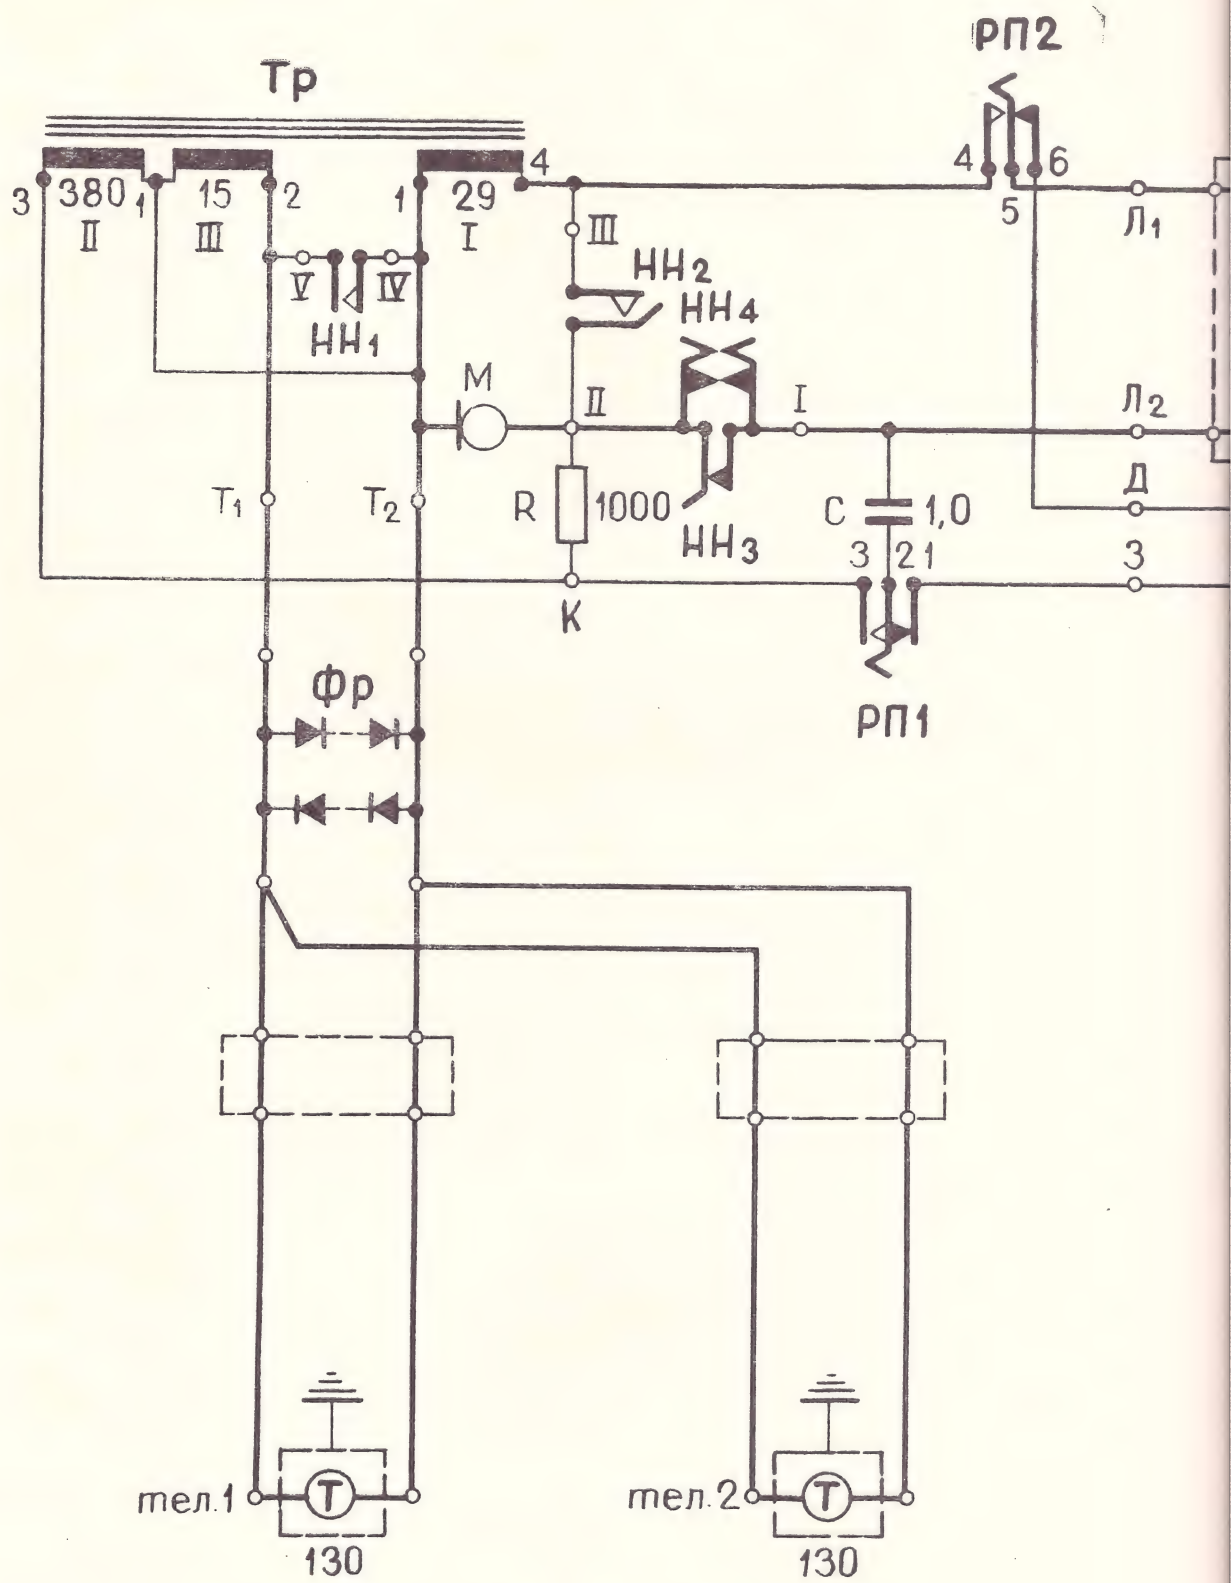 РП2
Тр
4
4 6
3 380 1 15 2 1 29
5
II III I
Л1
III
V IV
НН2
НН1
НН4
М
II
I
Л2
Т1 Т2
R 1000
С 1,0
Д
НН3
3 2 1
З
К
Фр
РП1
тел.1 Т
тел.2 Т
130
130